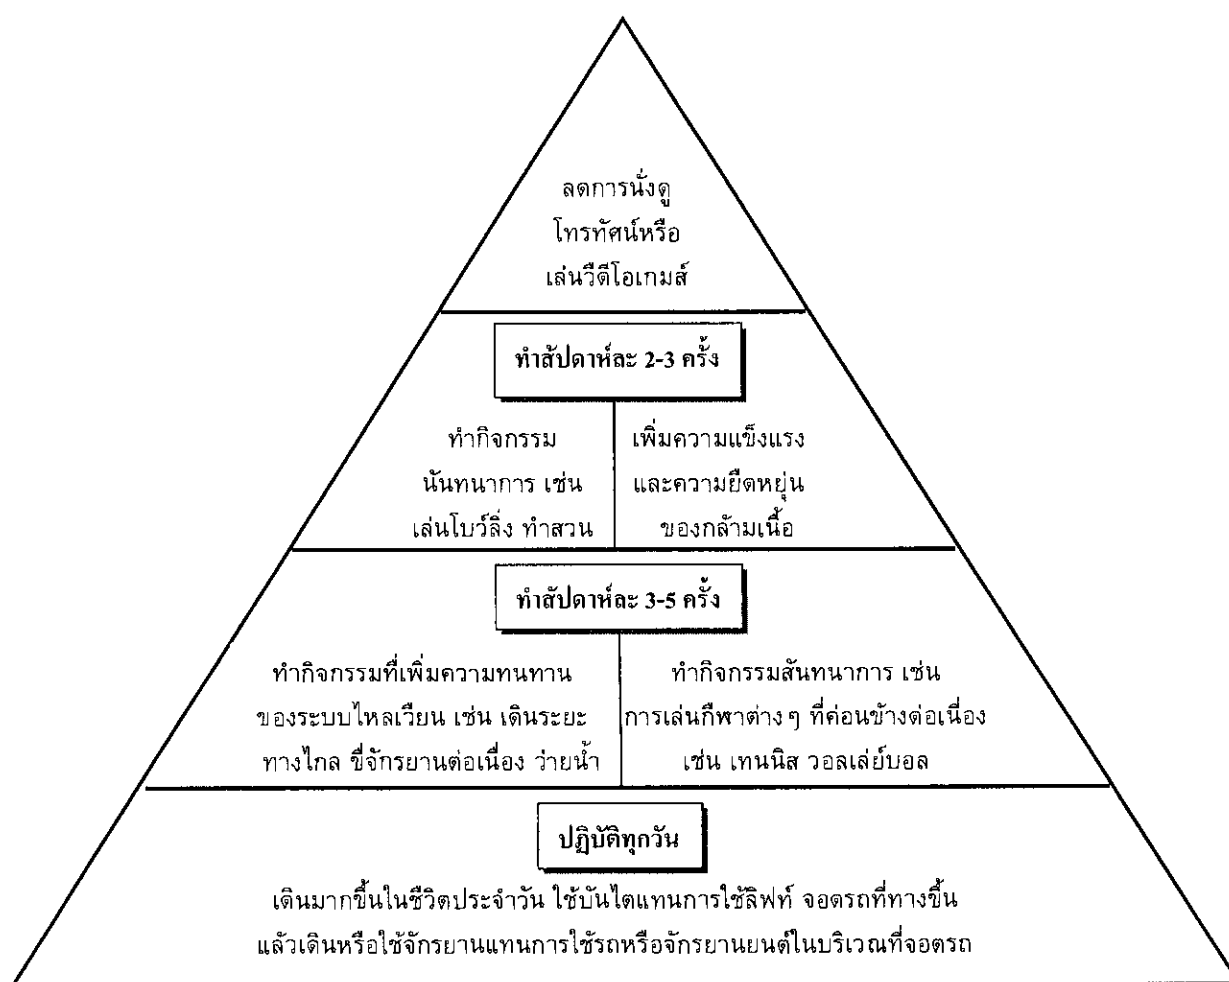 ลดการนั่งดู
โทรทัศน์หรือ
เล่นวีดีโอเกมส์
ทำสัปดาห์ละ 2-3 ครั้ง
ทำกิจกรรม
นันทนาการ เช่น
เล่นโบว์ลิ่ง ทำสวน
เพิ่มความแข็งแรง
และความยืดหยุ่น
ของกล้ามเนื้อ
ทำสัปดาห์ละ 3-5 ครั้ง
ทำกิจกรรมที่เพิ่มความทนทาน
ของระบบไหลเวียน เช่น เดินระยะ
ทางไกล ขี่จักรยานต่อเนื่อง ว่ายน้ำ
ทำกิจกรรมสันทนาการ เช่น
การเล่นกีฬาต่างๆ ที่ค่อนข้างต่อเนื่อง
เช่น เทนนิส วอลเล่ย์บอล
ปฏิบัติทุกวัน
เดินมากขึ้นในชีวิตประจำวัน ใช้บันไดแทนการใช้ลิฟท์ จอดรถที่ทางขึ้น
แล้วเดินหรือใช้จักรยานแทนการใช้รถหรือจักรยานยนต์ในบริเวณที่จอดรถ